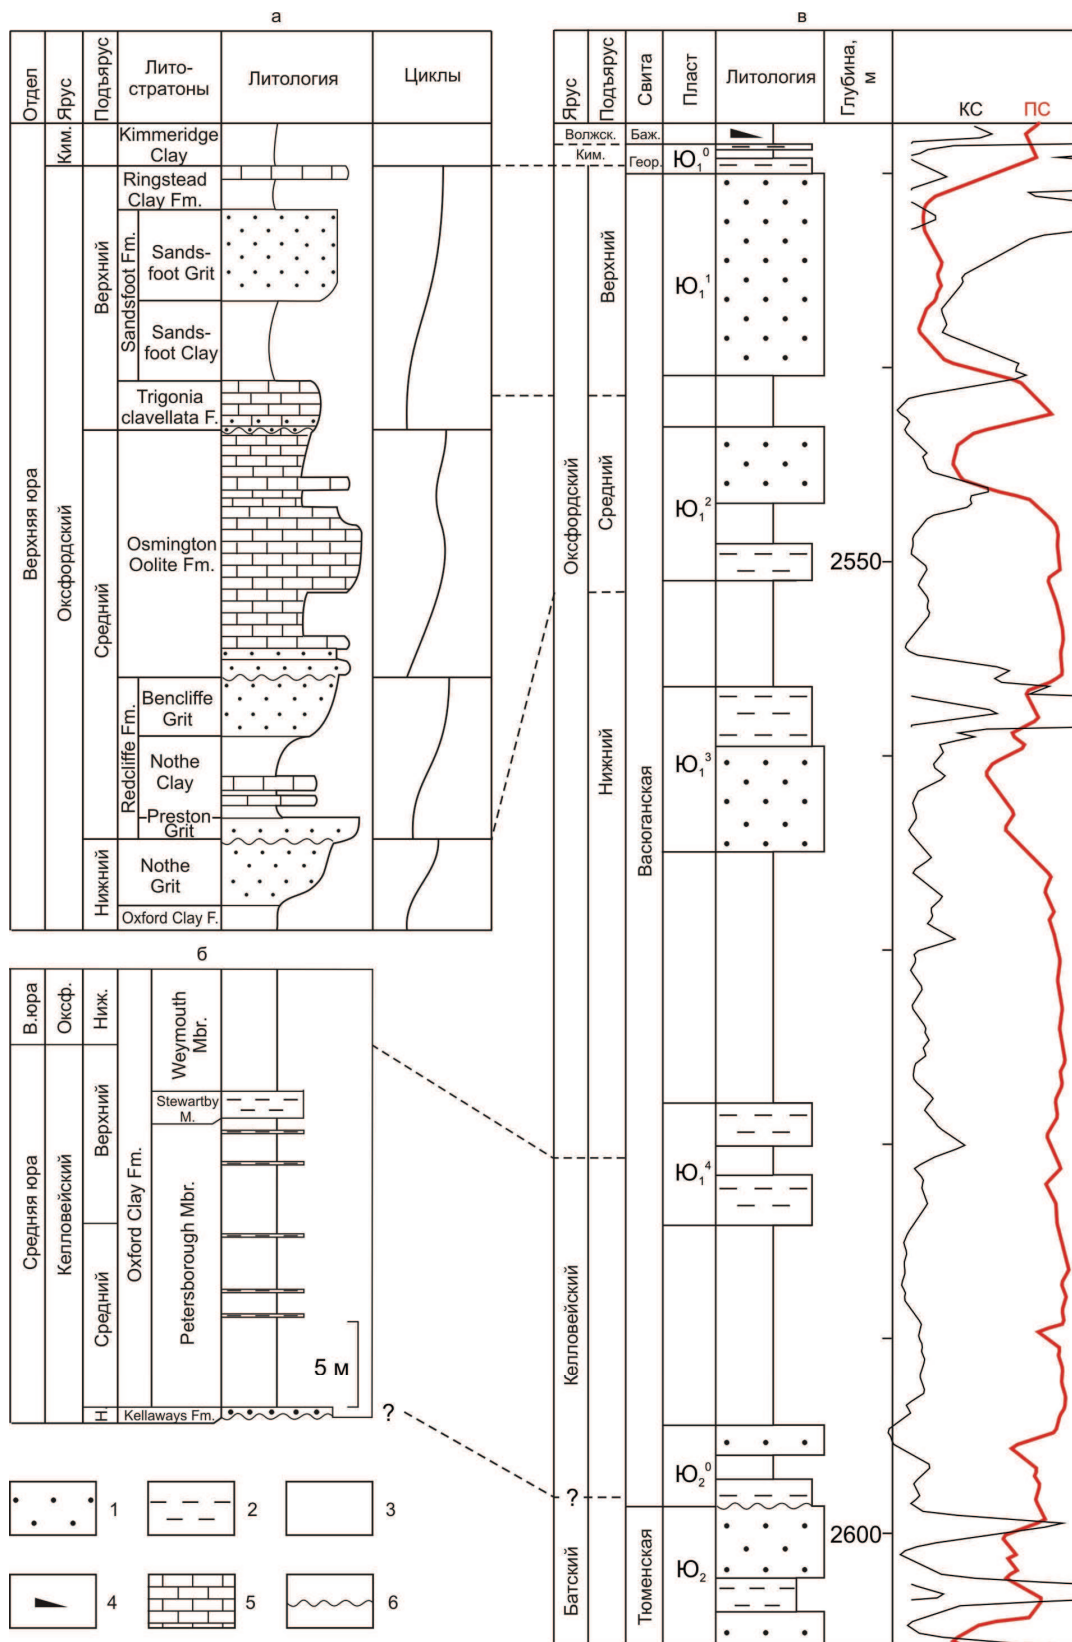 а
Отдел
Ярус
Подъярус
Лито-
стратоны
Литология
Циклы
Верхняя юра
Ким.
Оксфордский
Верхний
Средний
Нижний
Kimmeridge
Clay
Ringstead
Clay Fm.
Sandsfoot Fm.
Sands-
foot Grit
Sands-
foot Clay
Trigonia
clavellata F.
Osmington
Oolite Fm.
Redcliffe Fm.
Bencliffe
Grit
Nothe
Clay
Preston
Grit
Nothe
Grit
Oxford Clay F.
б
В.юра
Оксф.
Ниж.
Средняя юра
Келловейский
Верхний
Средний
Н.
Oxford Clay Fm.
Weymouth
Mbr.
Stewartby
M.
Petersborough Mbr.
Kellaways Fm.
5 м
?
1
2
3
4
5
6
в
Ярус
Подъярус
Свита
Пласт
Литология
Глубина,
м
КС
ПС
Волжск.
Баж.
Ким.
Геор.
Ю₁⁰
Оксфордский
Верхний
Средний
Нижний
Васюганская
Ю₁¹
Ю₁²
2550
Ю₁³
Ю₁⁴
Келловейский
Ю₂⁰
?
Батский
Тюменская
Ю₂
2600